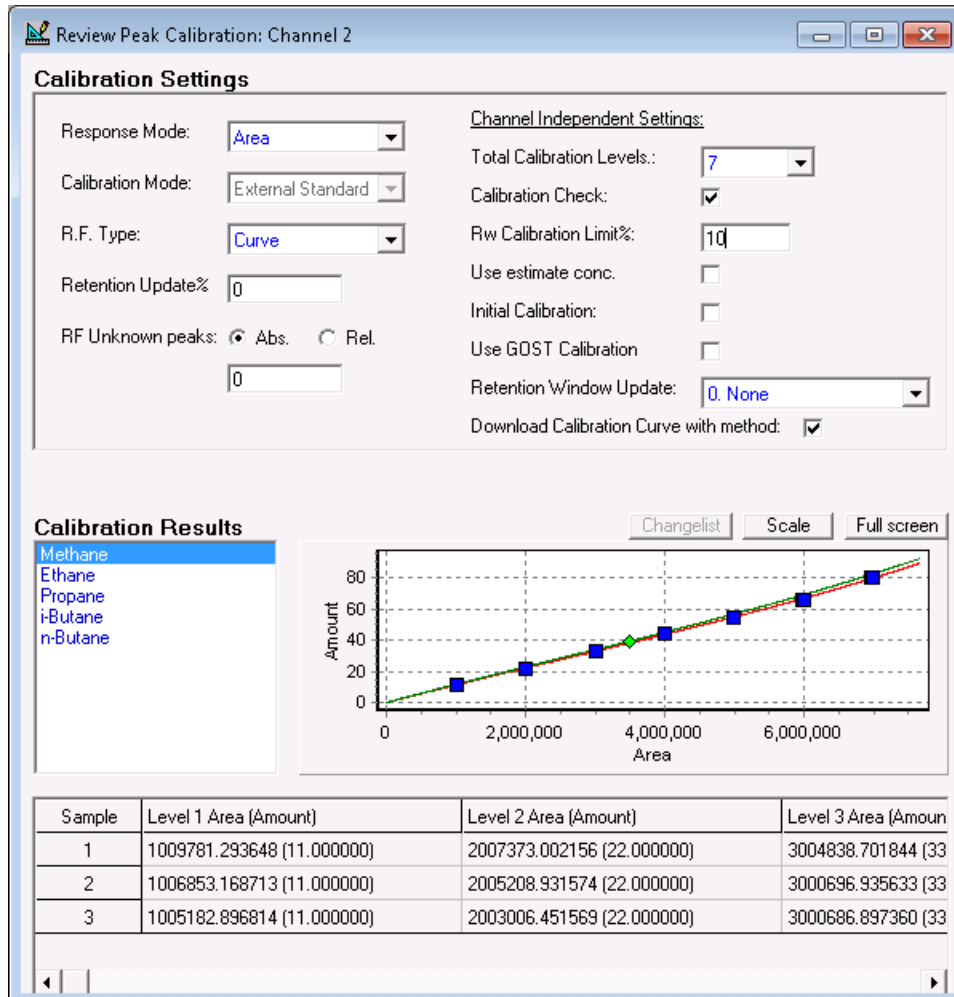 Review Peak Calibration: Channel 2
Calibration Settings
Response Mode: Area
Calibration Mode: External Standard
R.F. Type: Curve
Retention Update% 0
RF Unknown peaks: Abs. Rel.
0
Channel Independent Settings:
Total Calibration Levels.: 7
Calibration Check:
Rw Calibration Limit%: 10
Use estimate conc.
Initial Calibration:
Use GOST Calibration
Retention Window Update: 0. None
Download Calibration Curve with method:
Calibration Results
Changelist Scale Full screen
Methane
Ethane
Propane
i-Butane
n-Butane
Amount
80
60
40
20
0
0 2,000,000 4,000,000 6,000,000
Area
Sample Level 1 Area (Amount) Level 2 Area (Amount) Level 3 Area (Amoun
1 1009781.293648 (11.000000) 2007373.002156 (22.000000) 3004838.701844 (33
2 1006853.168713 (11.000000) 2005208.931574 (22.000000) 3000696.935633 (33
3 1005182.896814 (11.000000) 2003006.451569 (22.000000) 3000686.897360 (33